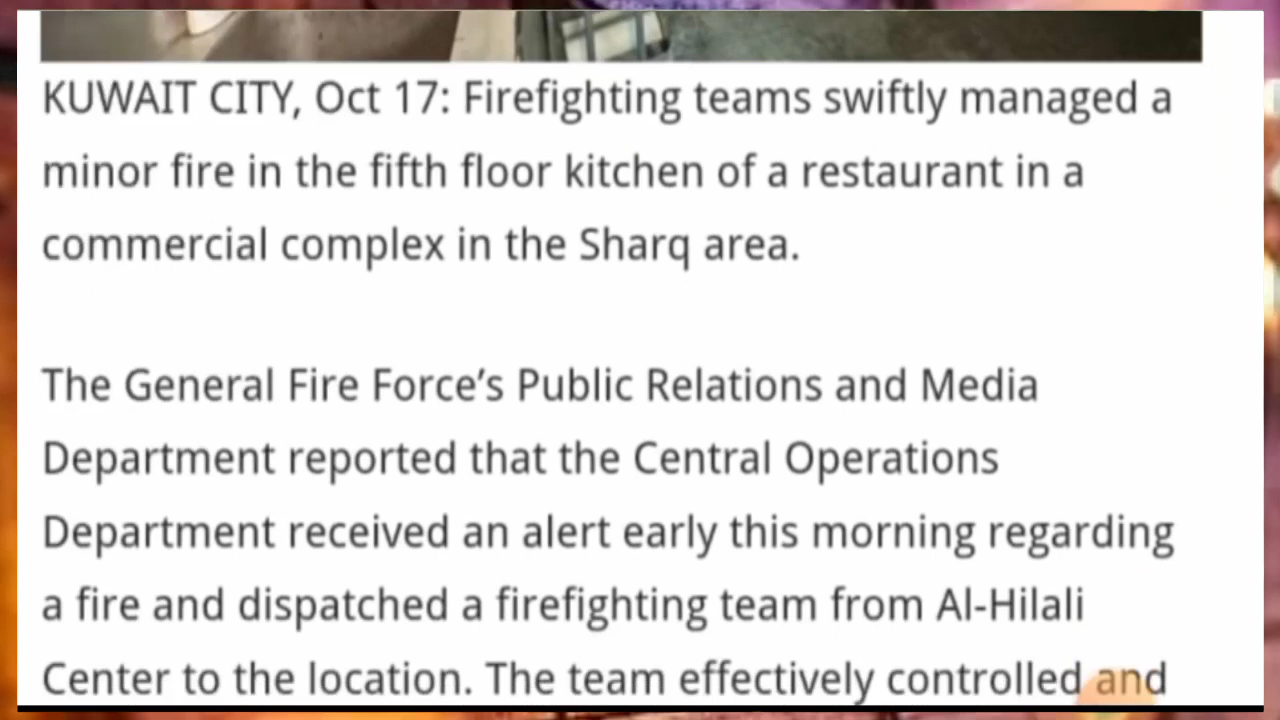 KUWAIT CITY, Oct 17: Firefighting teams swiftly managed a
minor fire in the fifth floor kitchen of a restaurant in a
commercial complex in the Sharq area.
The General Fire Force’s Public Relations and Media
Department reported that the Central Operations
Department received an alert early this morning regarding
a fire and dispatched a firefighting team from Al-Hilali
Center to the location. The team effectively controlled and